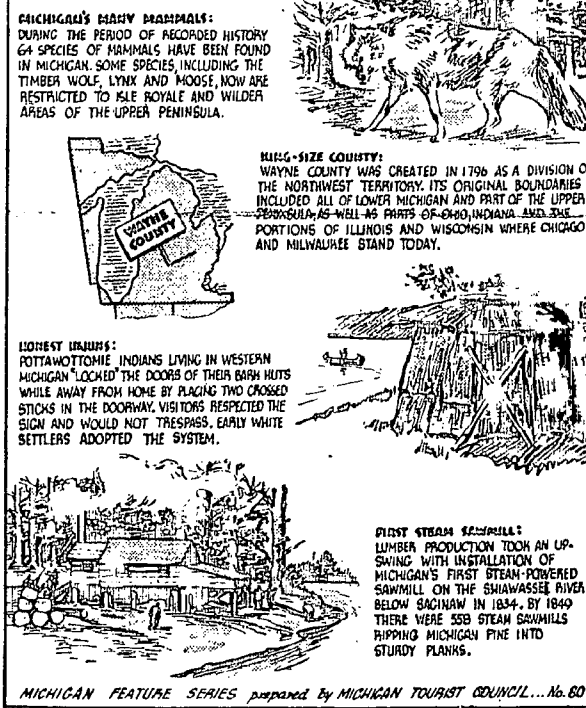 MICHIGAN'S MANY MAMMALS:
DURING THE PERIOD OF RECORDED HISTORY
64 SPECIES OF MAMMALS HAVE BEEN FOUND
IN MICHIGAN. SOME SPECIES, INCLUDING THE
TIMBER WOLF, LYNX AND MOOSE, NOW ARE
RESTRICTED TO ISLE ROYALE AND WILDER
AREAS OF THE UPPER PENINSULA.
KING-SIZE COUNTY:
WAYNE COUNTY WAS CREATED IN 1796 AS A DIVISION O
THE NORTHWEST TERRITORY. ITS ORIGINAL BOUNDARIES
INCLUDED ALL OF LOWER MICHIGAN AND PART OF THE UPPER
PENINSULA, AS WELL AS PARTS OF OHIO, INDIANA AND THE
PORTIONS OF ILLINOIS AND WISCONSIN WHERE CHICAGO
AND MILWAUKEE STAND TODAY.
WAYNE
COUNTY
HONEST INJUNS:
POTTAWOTTOMIE INDIANS LIVING IN WESTERN
MICHIGAN "LOCKED" THE DOORS OF THEIR BARK HUTS
WHILE AWAY FROM HOME BY PLACING TWO CROSSED
STICKS IN THE DOORWAY. VISITORS RESPECTED THE
SIGN AND WOULD NOT TRESPASS. EARLY WHITE
SETTLERS ADOPTED THE SYSTEM.
FIRST STEAM SAWMILL:
LUMBER PRODUCTION TOOK AN UP-
SWING WITH INSTALLATION OF
MICHIGAN'S FIRST STEAM-POWERED
SAWMILL ON THE SHIAWASSEE RIVER
BELOW SAGINAW IN 1834. BY 1849
THERE WERE 558 STEAM SAWMILLS
RIPPING MICHIGAN PINE INTO
STURDY PLANKS.
MICHIGAN FEATURE SERIES prepared by MICHIGAN TOURIST COUNCIL... No. 60